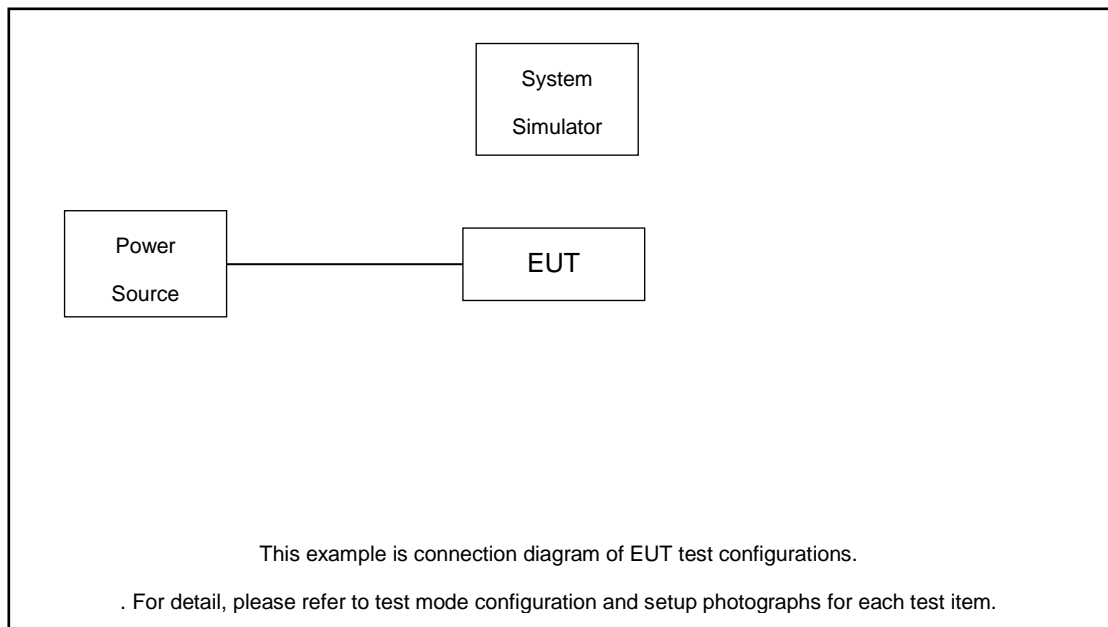 System
Simulator
Power
Source
EUT
This example is connection diagram of EUT test configurations.
. For detail, please refer to test mode configuration and setup photographs for each test item.